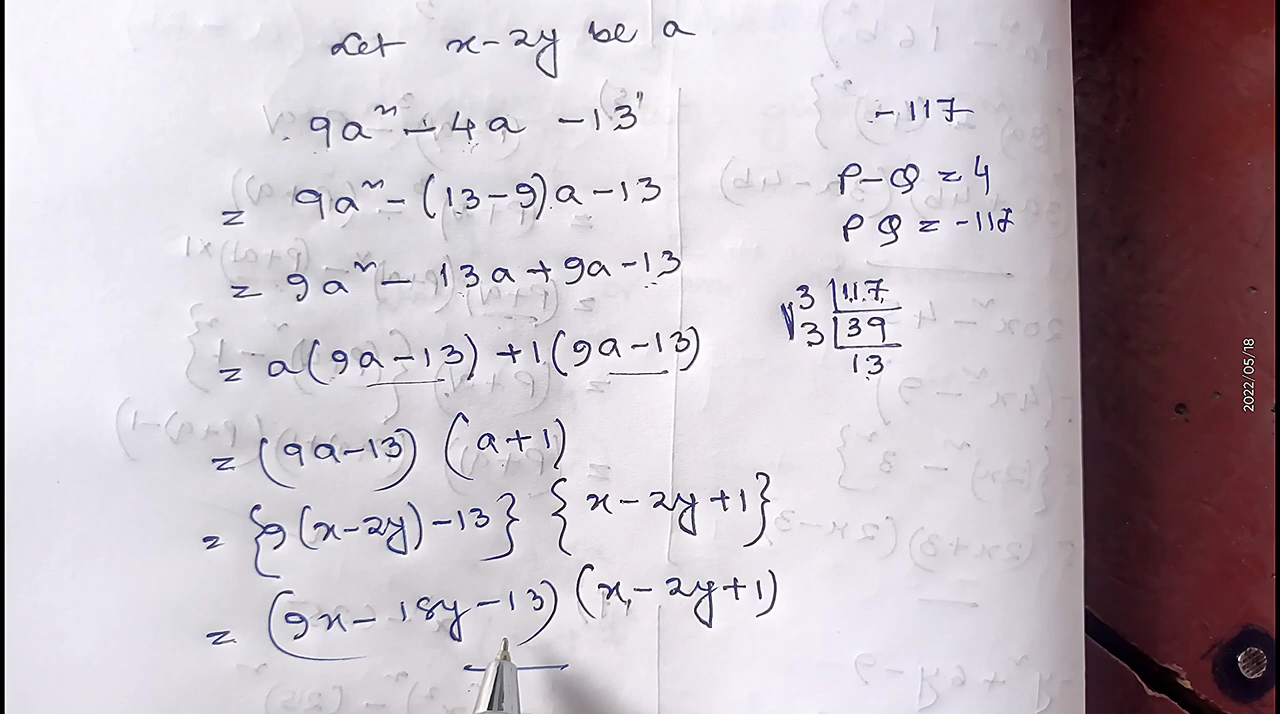 Let x-2y be a
9a² - 4a - 13
= 9a² - (13-9)a - 13
= 9a² - 13a + 9a - 13
= a(9a-13) + 1(9a-13)
= (9a-13) (a+1)
= {9(x-2y)-13} {x-2y+1}
= (9x-18y-13) (x-2y+1)
-117
P-Q = 4
PQ = -117
3 117
3 39
13
2022/05/18